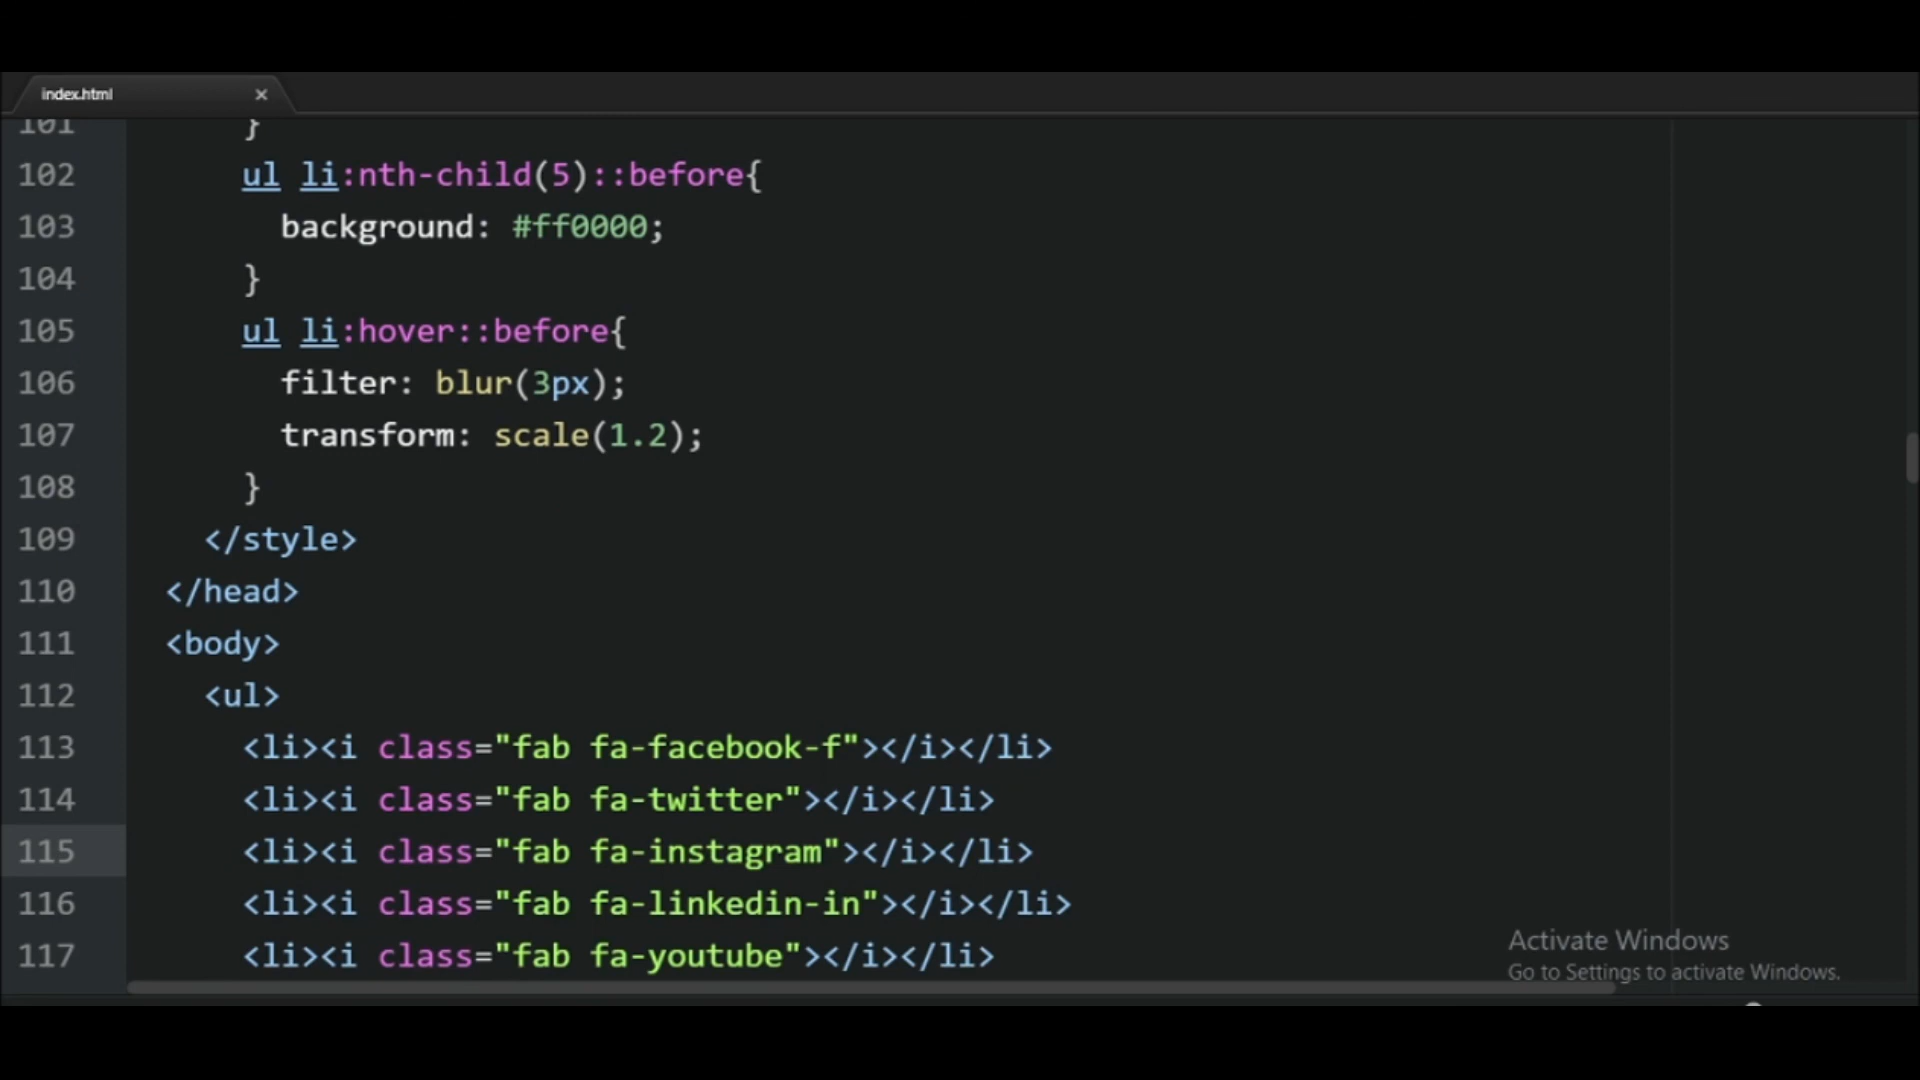 index.html ×
101 }
102 ul li:nth-child(5)::before{
103 background: #ff0000;
104 }
105 ul li:hover::before{
106 filter: blur(3px);
107 transform: scale(1.2);
108 }
109 </style>
110 </head>
111 <body>
112 <ul>
113 <li><i class="fab fa-facebook-f"></i></li>
114 <li><i class="fab fa-twitter"></i></li>
115 <li><i class="fab fa-instagram"></i></li>
116 <li><i class="fab fa-linkedin-in"></i></li>
117 <li><i class="fab fa-youtube"></i></li>
Activate Windows
Go to Settings to activate Windows.